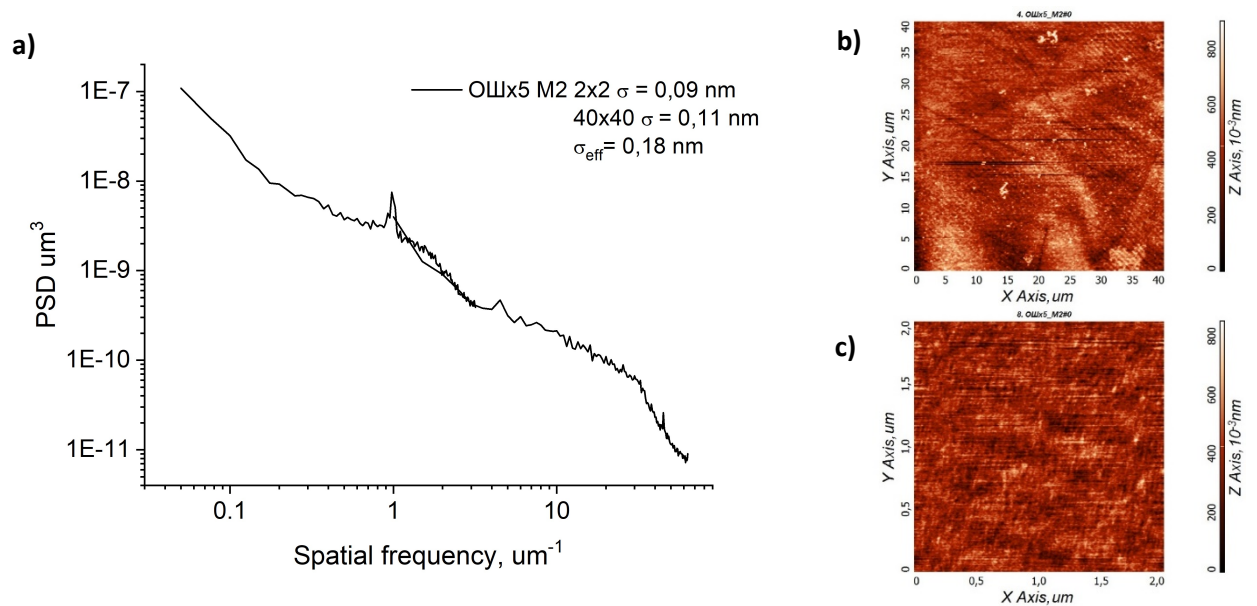 a)
1E-7
1E-8
1E-9
1E-10
1E-11
PSD um³
0.1
1
10
Spatial frequency, um⁻¹
ОШх5 М2 2x2 σ = 0,09 nm
40x40 σ = 0,11 nm
σeff= 0,18 nm
b)
4. ОШх5_М2#0
40
35
30
25
20
15
10
5
0
Y Axis, um
0 5 10 15 20 25 30 35 40
X Axis, um
800
600
400
200
0
Z Axis, 10⁻³nm
c)
8. ОШх5_М2#0
2,0
1,5
1,0
0,5
0
Y Axis, um
0 0,5 1,0 1,5 2,0
X Axis, um
800
600
400
200
0
Z Axis, 10⁻³nm